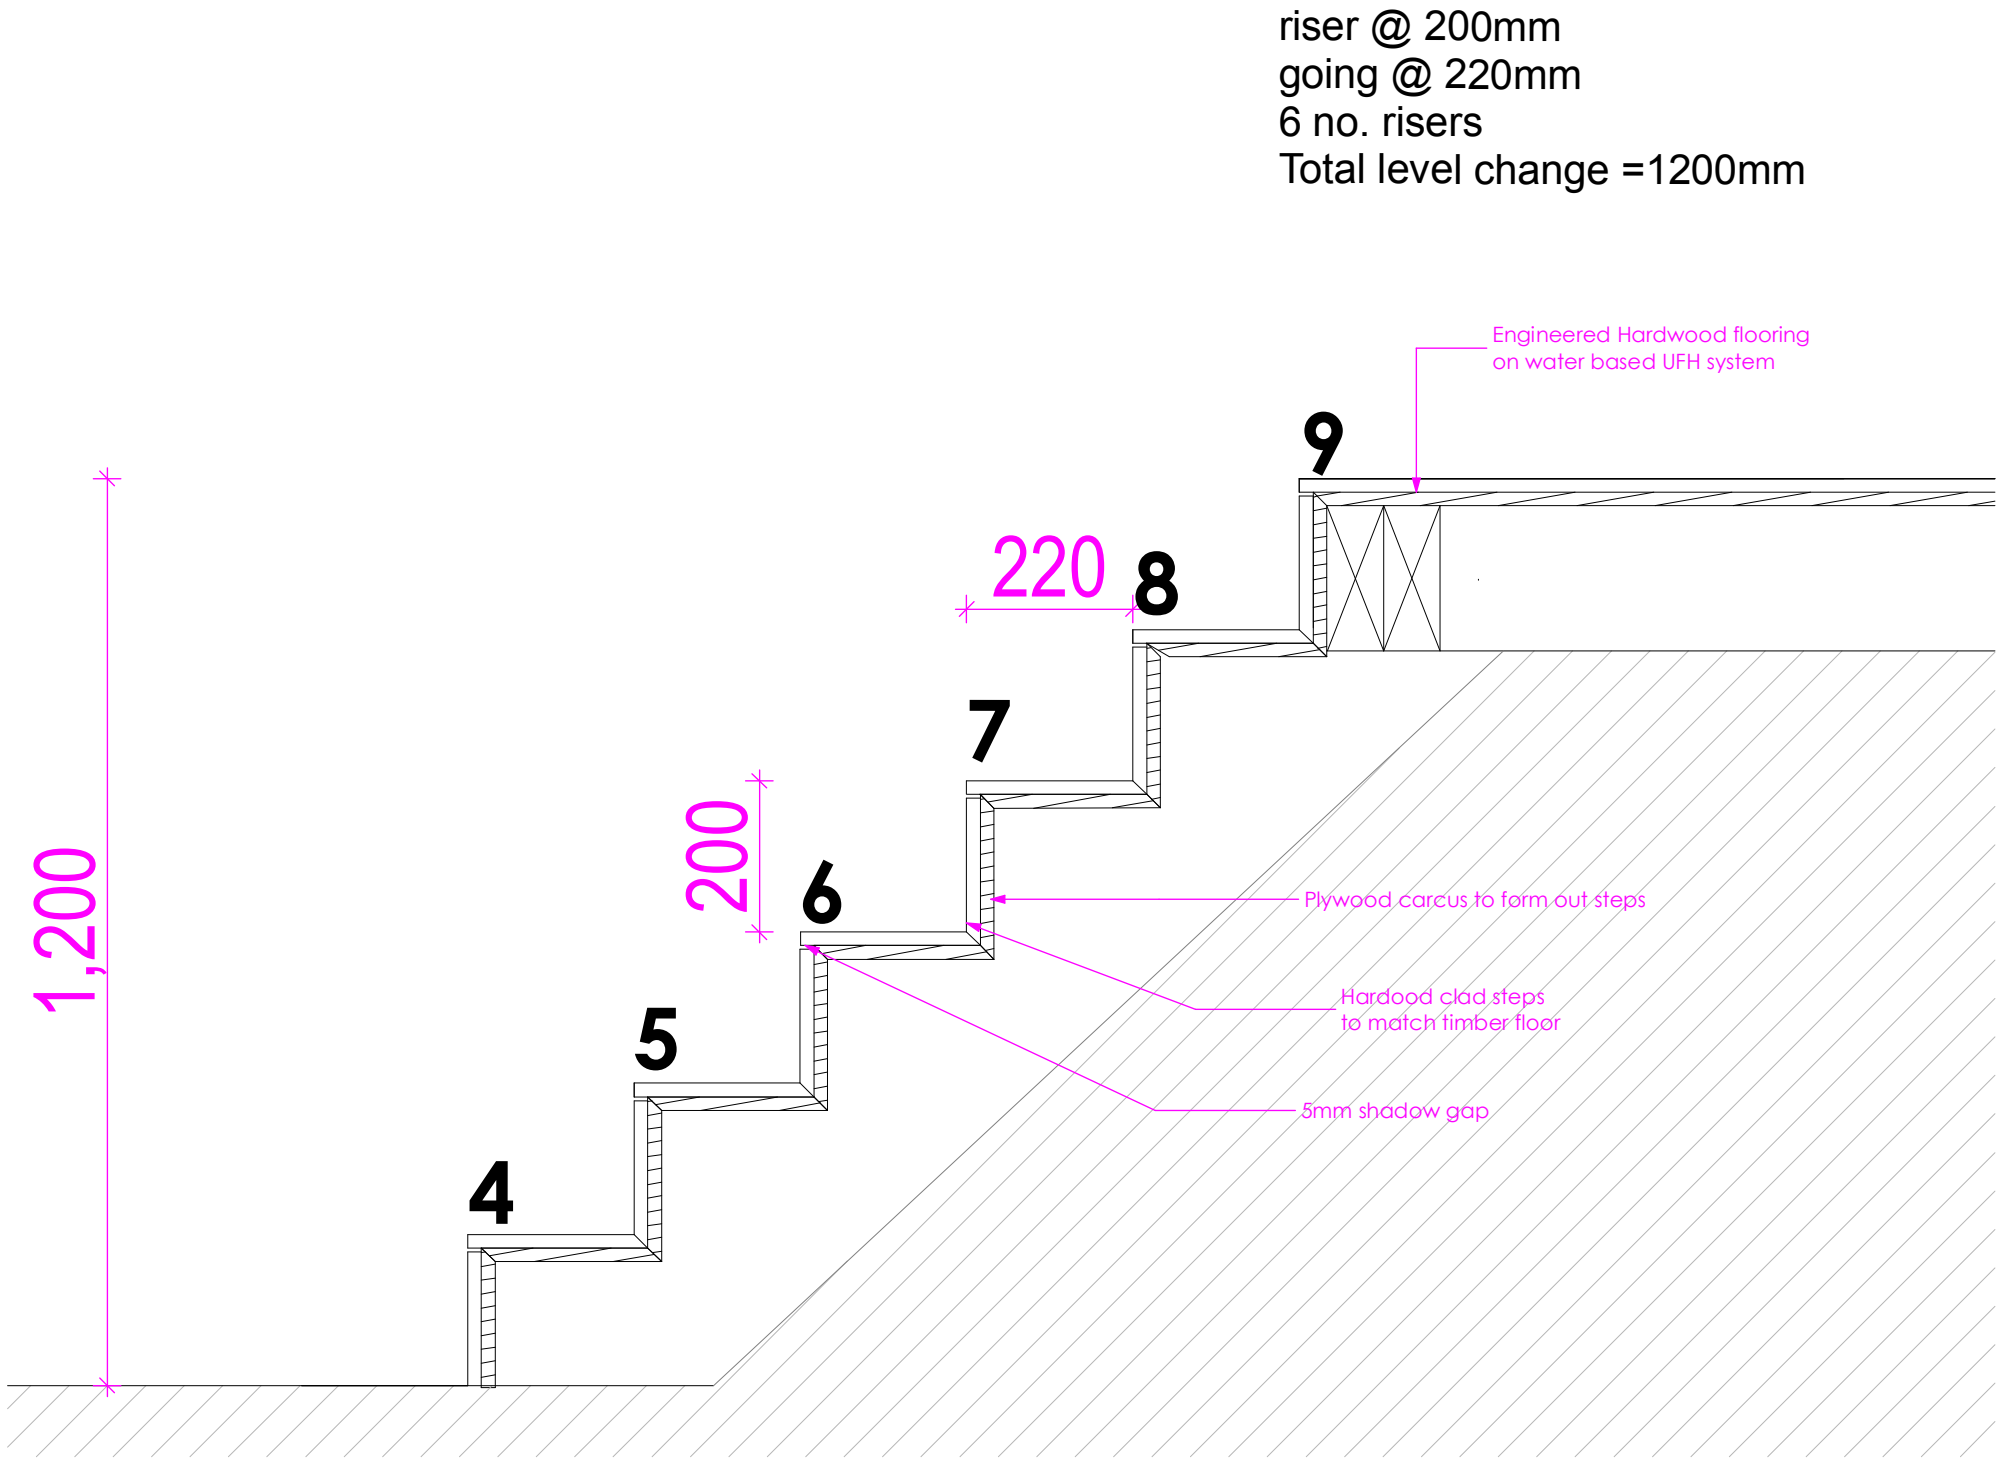 riser @ 200mm
going @ 220mm
6 no. risers
Total level change =1200mm
Engineered Hardwood flooring
on water based UFH system
9
220
8
7
200
6
1,200
Plywood carcus to form out steps
Hardood clad steps
to match timber floor
5
5mm shadow gap
4